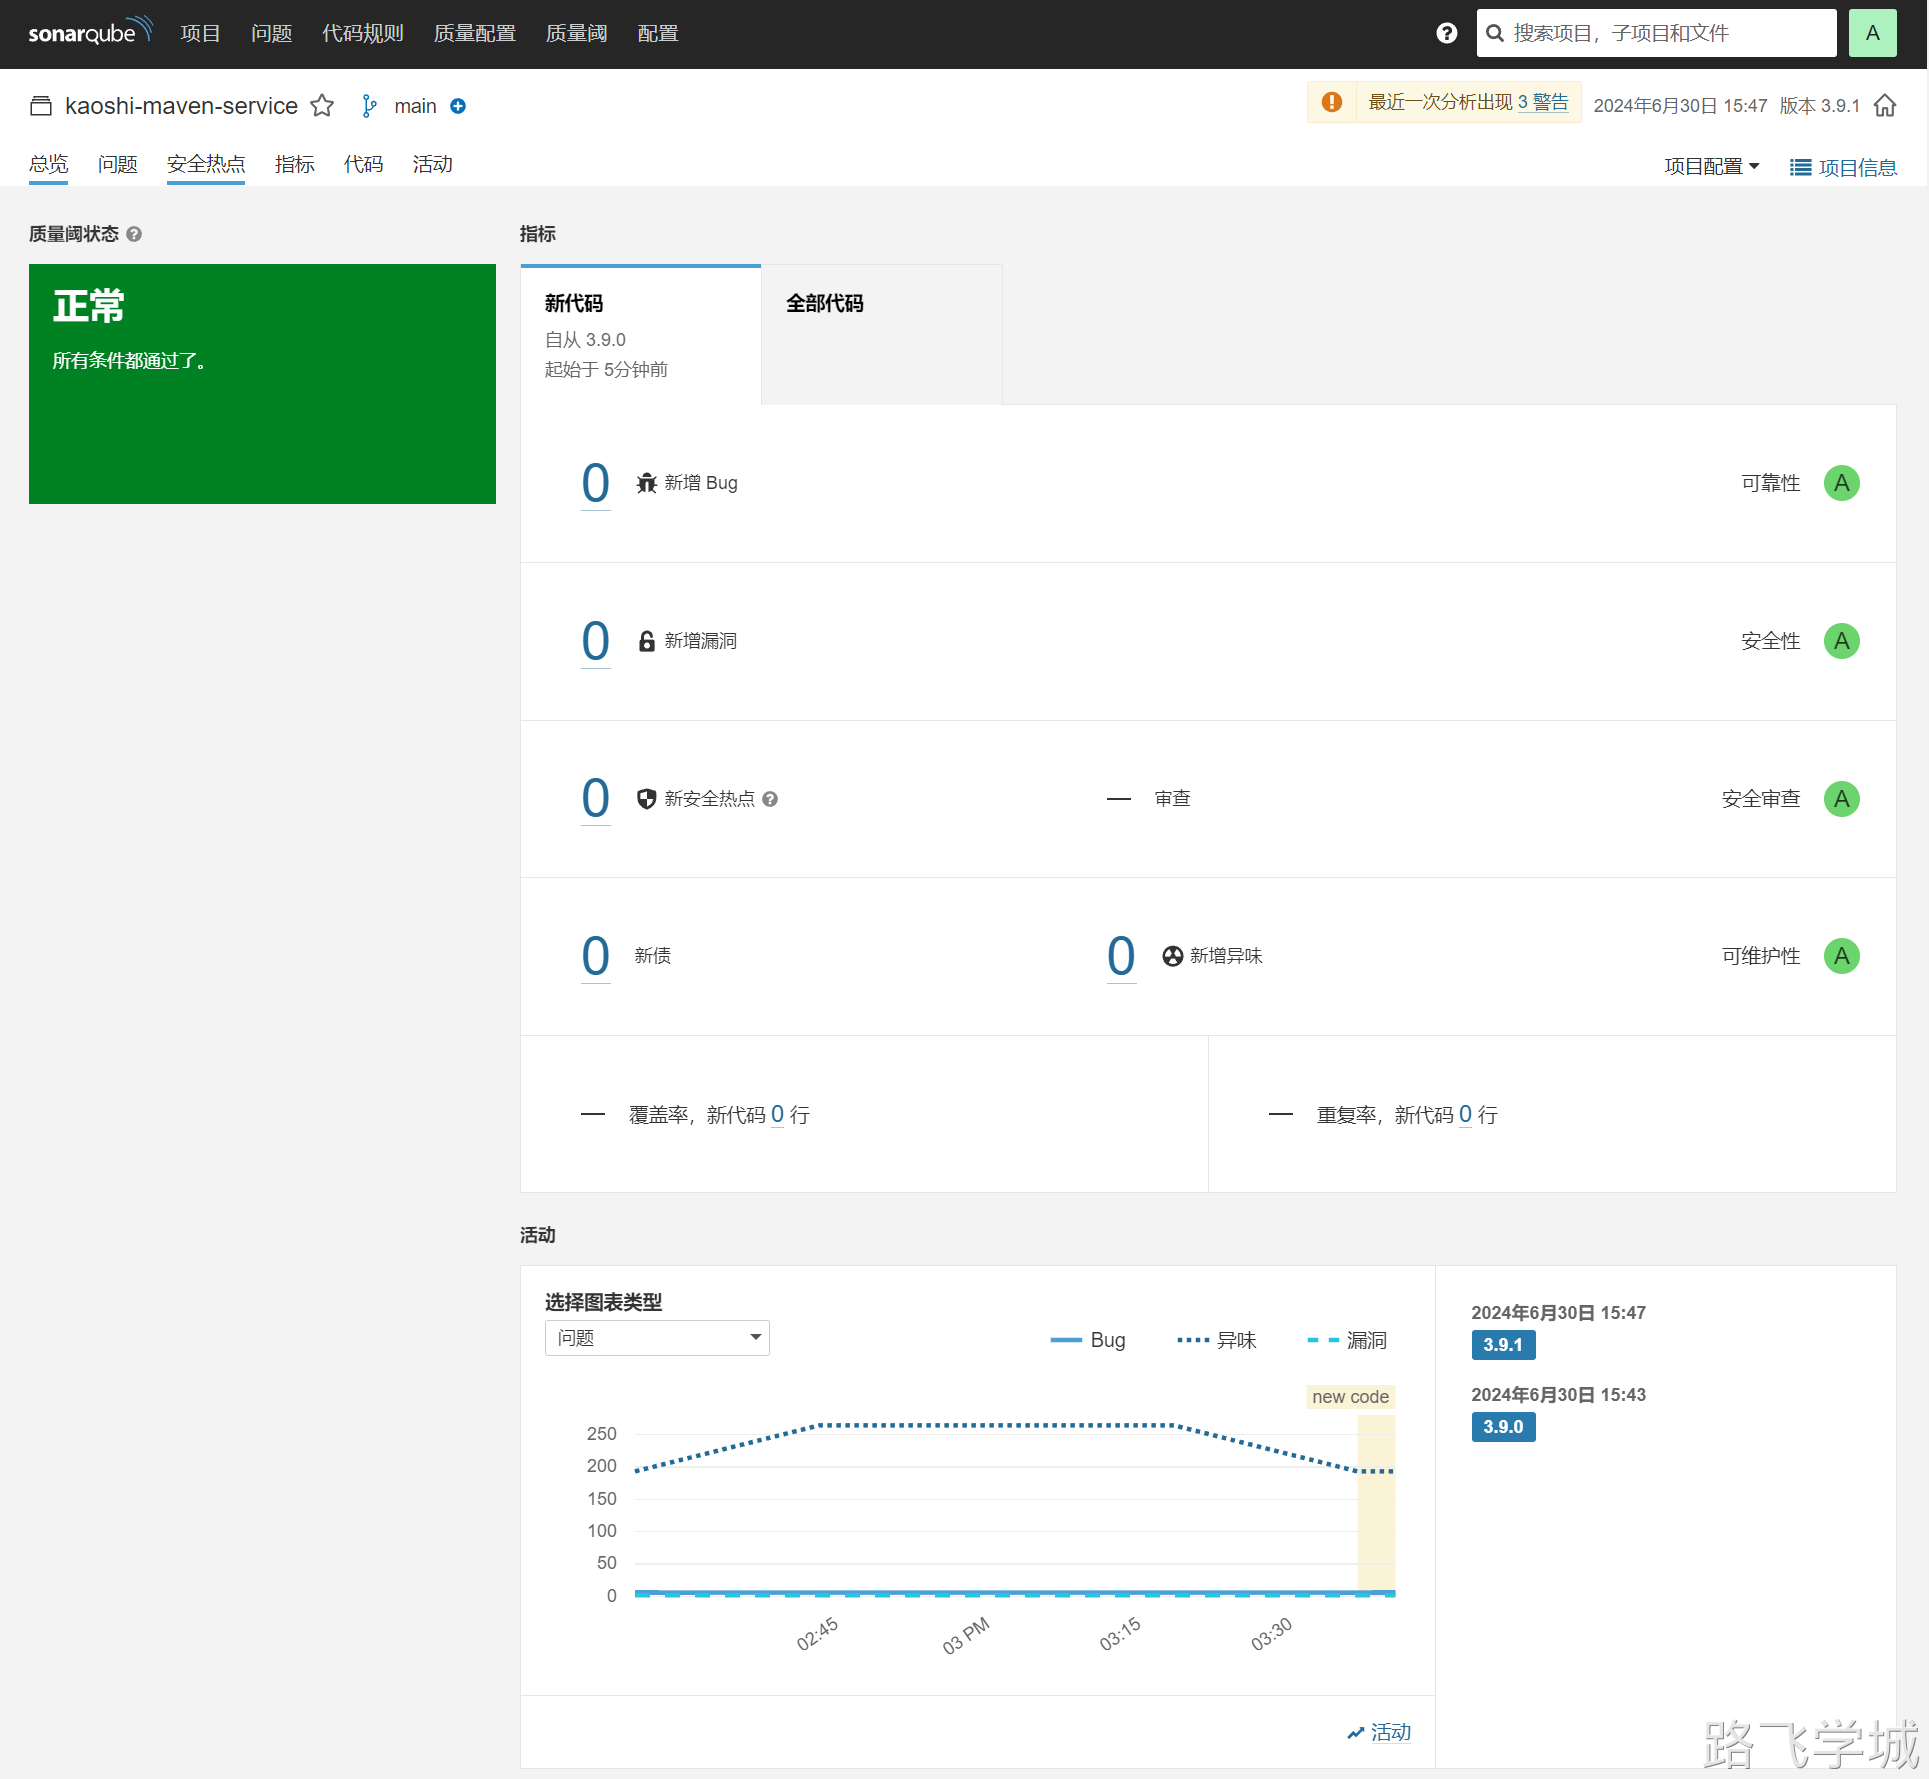 sonarqube 项目 问题 代码规则 质量配置 质量阈 配置 搜索项目，子项目和文件 A
kaoshi-maven-service main 最近一次分析出现 3 警告 2024年6月30日 15:47 版本 3.9.1
总览 问题 安全热点 指标 代码 活动 项目配置 项目信息
质量阈状态
正常
所有条件都通过了。
指标
新代码
自从 3.9.0
起始于 5分钟前
全部代码
0 新增 Bug 可靠性 A
0 新增漏洞 安全性 A
0 新安全热点 — 审查 安全审查 A
0 新债 0 新增异味 可维护性 A
— 覆盖率，新代码 0 行 — 重复率，新代码 0 行
活动
选择图表类型
问题
Bug 异味 漏洞
new code
250
200
150
100
50
0
02:45 03 PM 03:15 03:30
活动
2024年6月30日 15:47
3.9.1
2024年6月30日 15:43
3.9.0
路飞学城